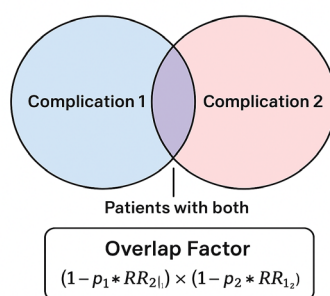 Complication 1
Complication 2
Patients with both
Overlap Factor
(1−p₁*RR₂|₁) × (1−p₂*RR₁₂)